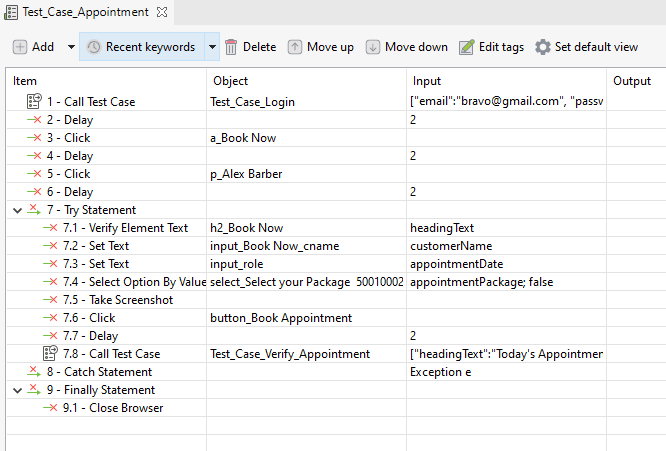 Test_Case_Appointment
Add Recent keywords Delete Move up Move down Edit tags Set default view
Item Object Input Output
1 - Call Test Case Test_Case_Login ["email":"bravo@gmail.com", "passw
2 - Delay 2
3 - Click a_Book Now
4 - Delay 2
5 - Click p_Alex Barber
6 - Delay 2
7 - Try Statement
7.1 - Verify Element Text h2_Book Now headingText
7.2 - Set Text input_Book Now_cname customerName
7.3 - Set Text input_role appointmentDate
7.4 - Select Option By Value select_Select your Package 50010002 appointmentPackage; false
7.5 - Take Screenshot
7.6 - Click button_Book Appointment
7.7 - Delay 2
7.8 - Call Test Case Test_Case_Verify_Appointment ["headingText":"Today's Appointmen
8 - Catch Statement Exception e
9 - Finally Statement
9.1 - Close Browser